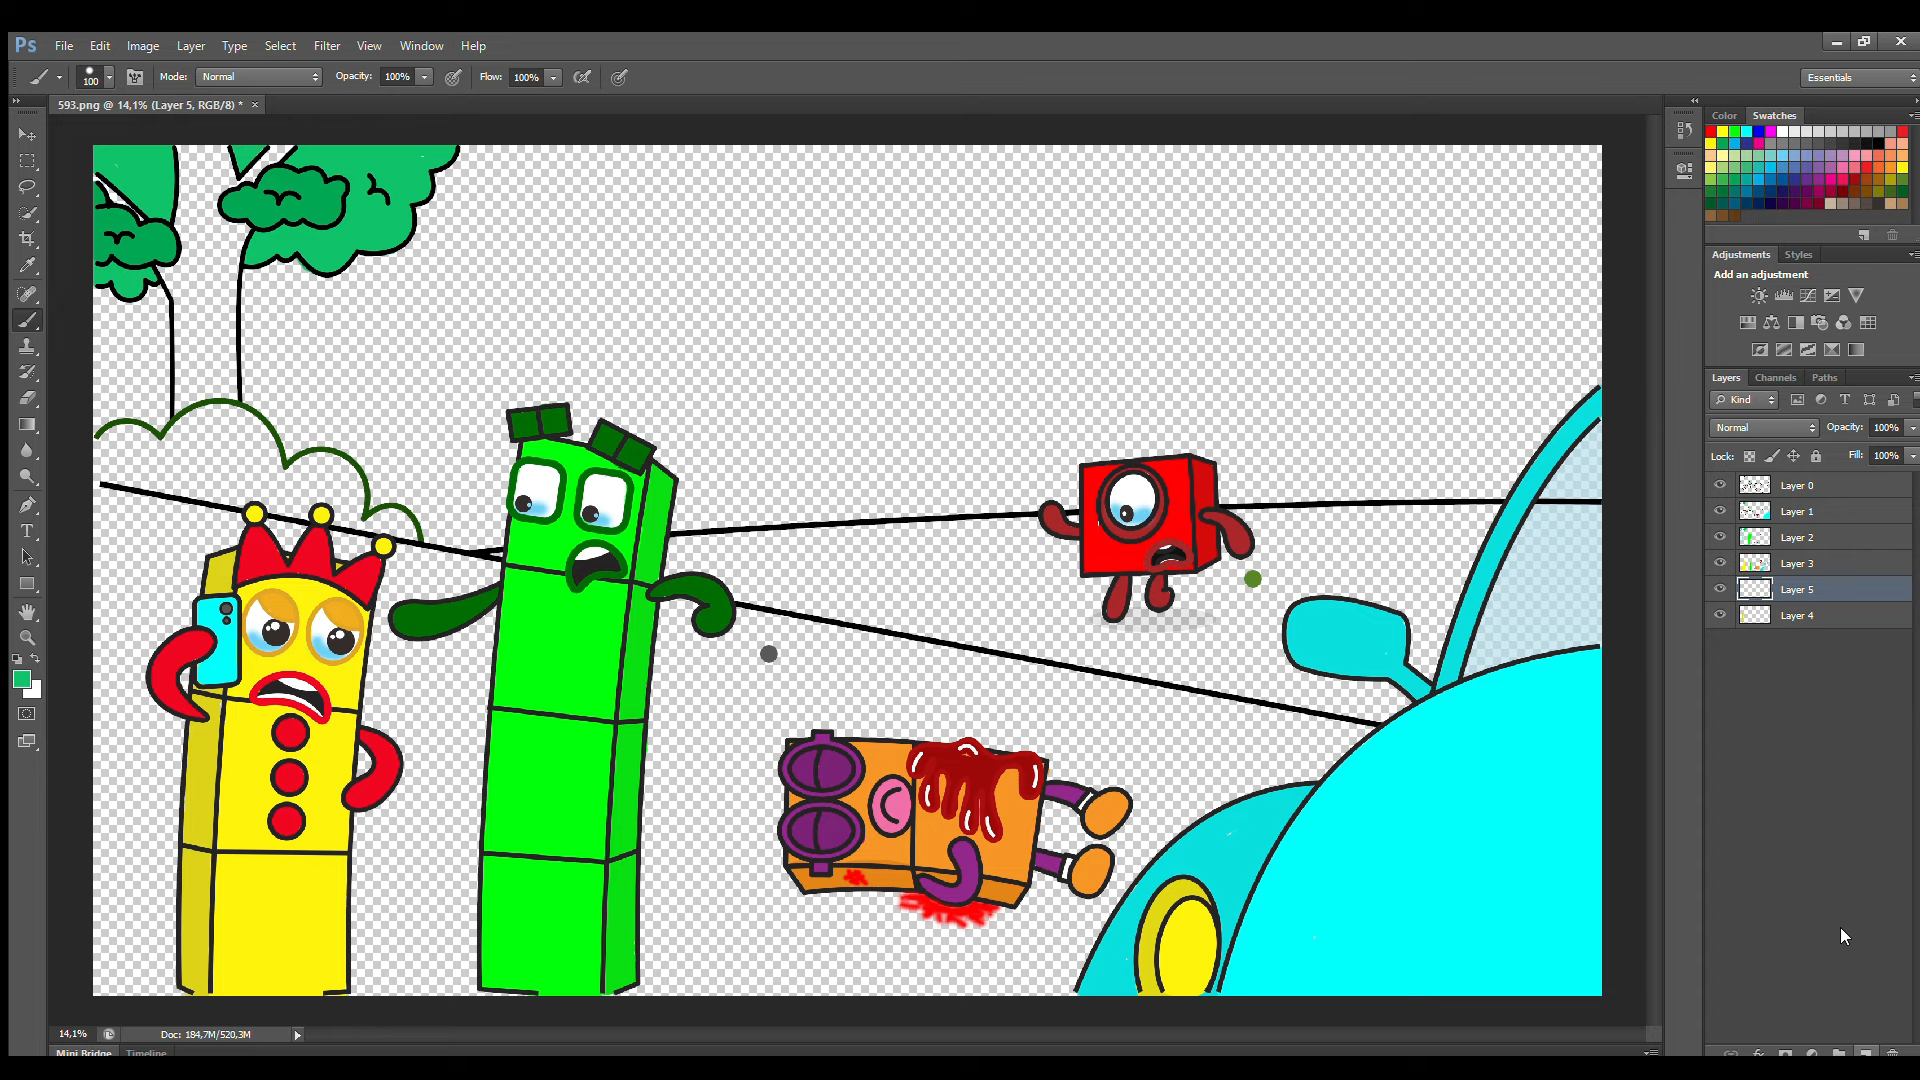 Ps File Edit Image Layer Type Select Filter View Window Help
100 Mode: Normal Opacity: 100% Flow: 100% Essentials
593.png @ 14,1% (Layer 5, RGB/8) * ×
Color Swatches
Adjustments Styles
Add an adjustment
Layers Channels Paths
Kind
Normal Opacity: 100%
Lock: Fill: 100%
Layer 0
Layer 1
Layer 2
Layer 3
Layer 5
Layer 4
14,1% Doc: 184,7M/520,3M
Mini Bridge Timeline